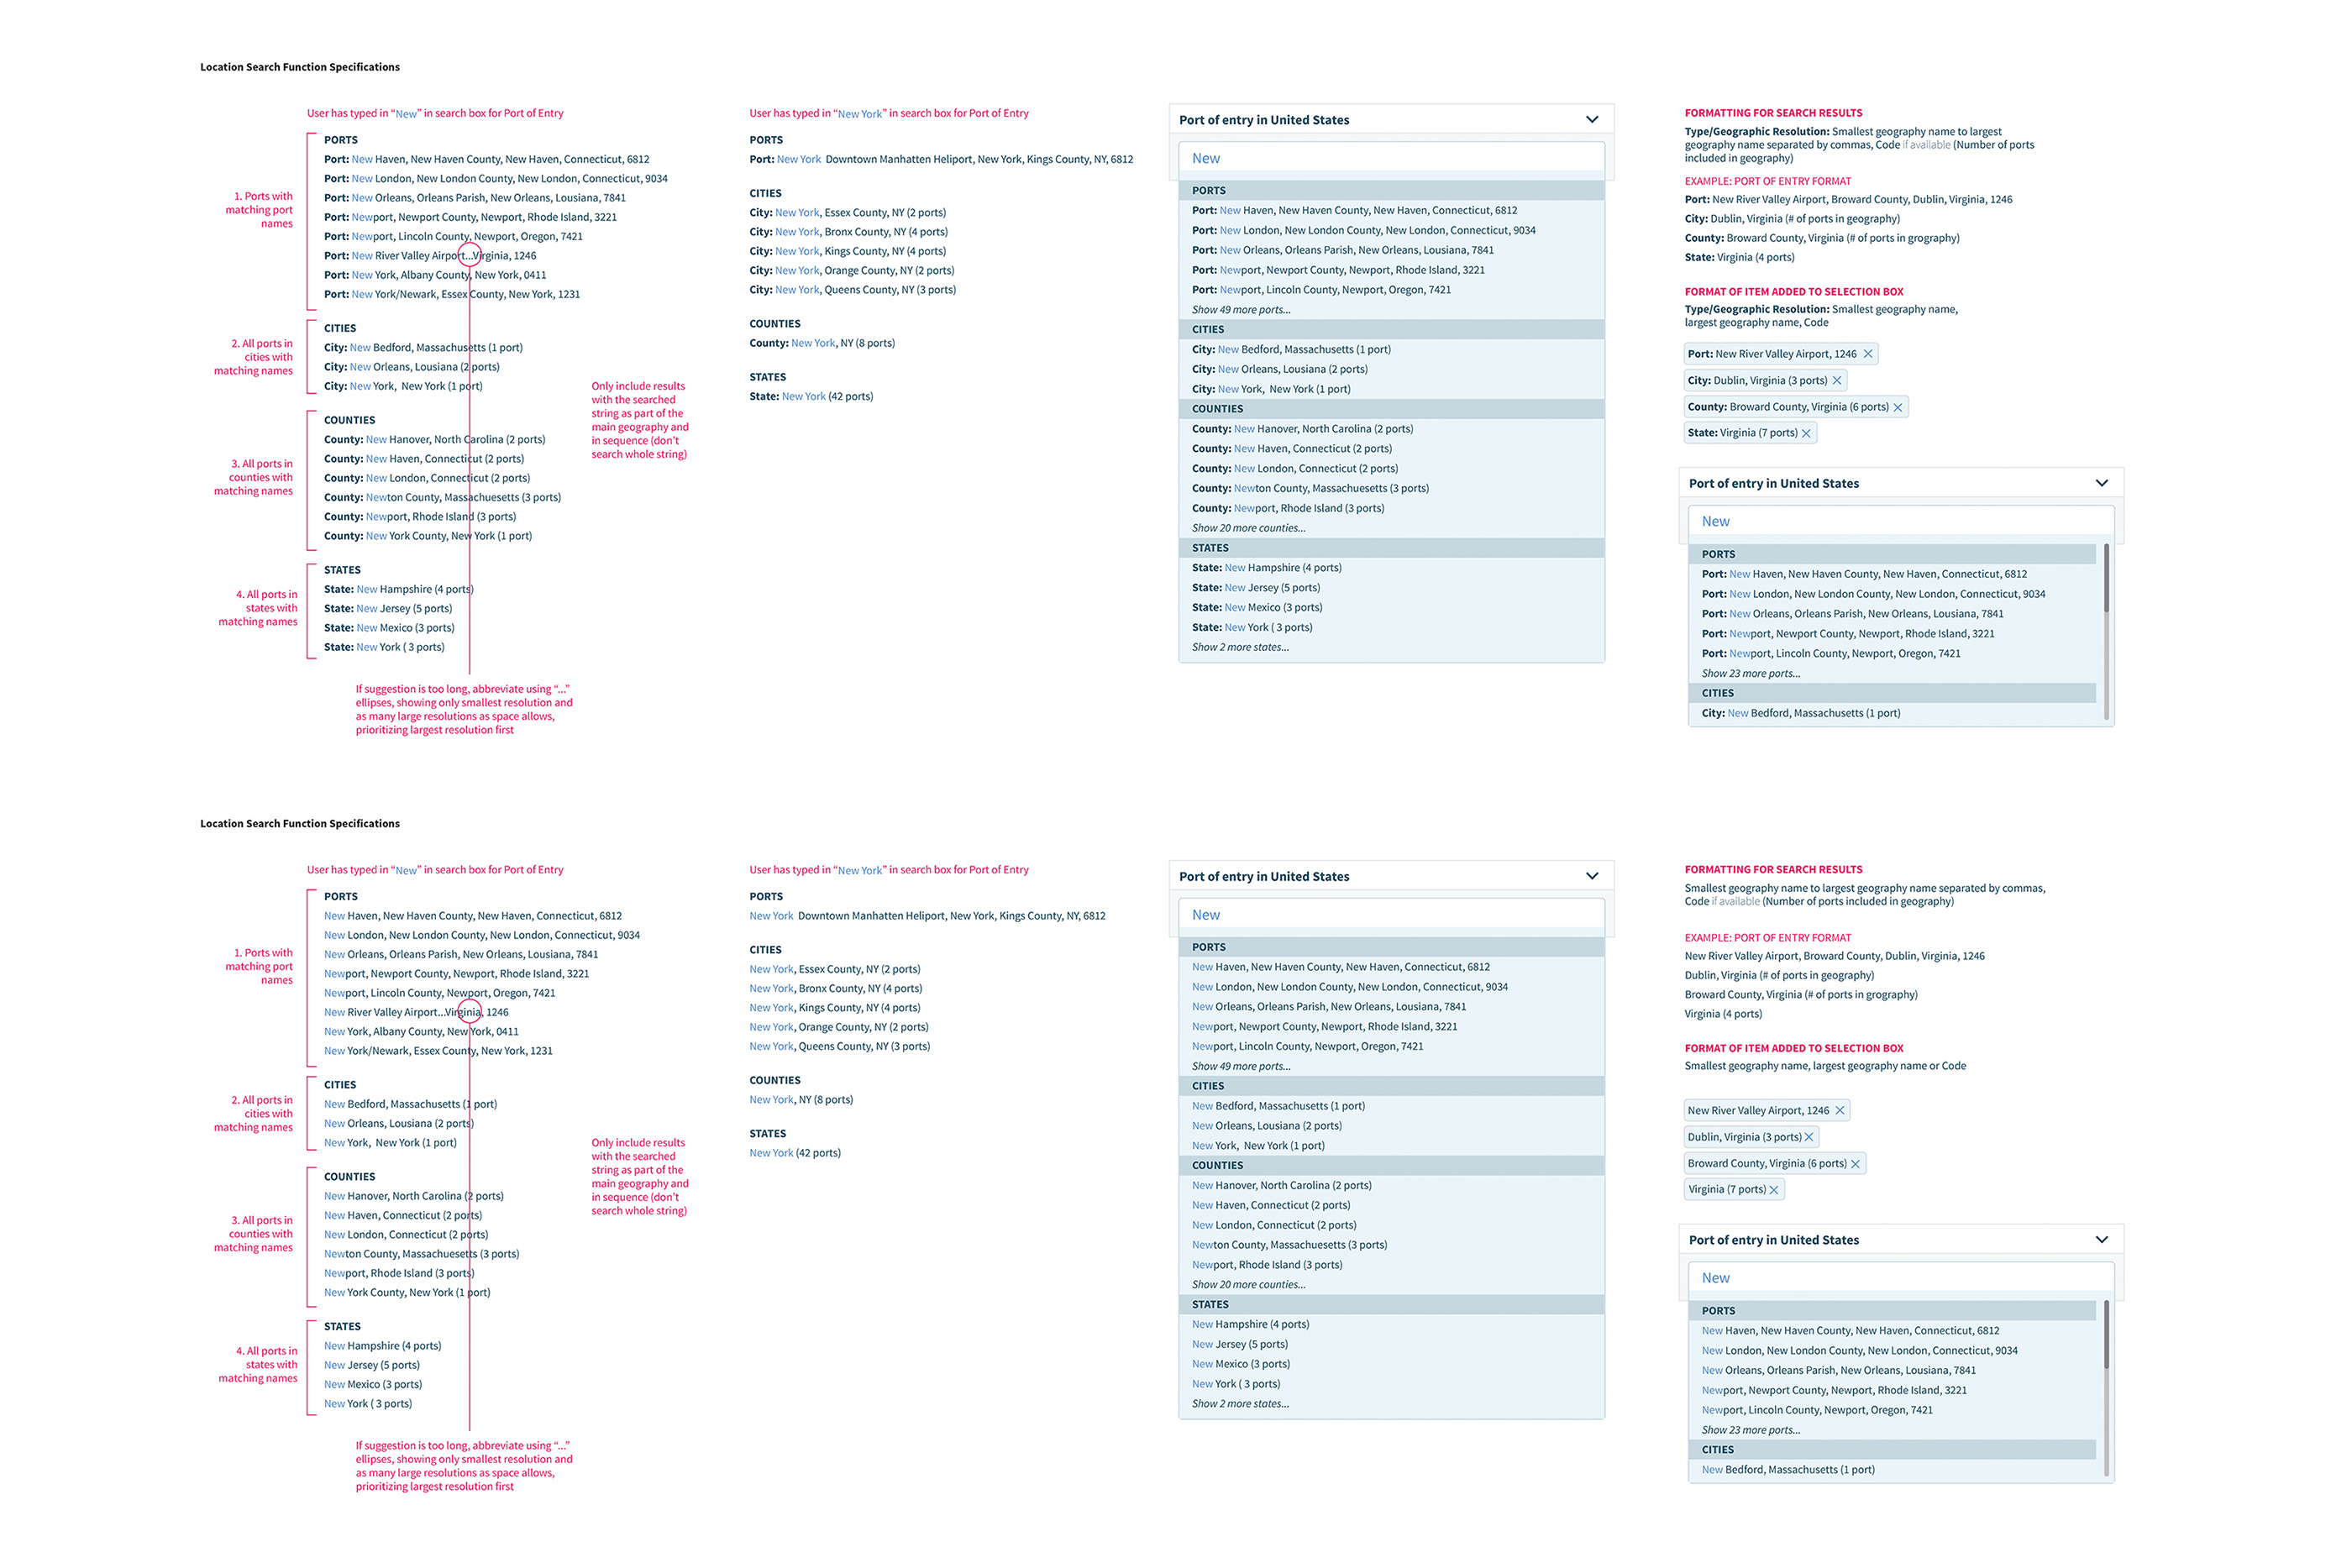 Location Search Function Specifications
User has typed in “New” in search box for Port of Entry
1. Ports with
matching port
names
PORTS
Port: New Haven, New Haven County, New Haven, Connecticut, 6812
Port: New London, New London County, New London, Connecticut, 9034
Port: New Orleans, Orleans Parish, New Orleans, Lousiana, 7841
Port: Newport, Newport County, Newport, Rhode Island, 3221
Port: Newport, Lincoln County, Newport, Oregon, 7421
Port: New River Valley Airport...Virginia, 1246
Port: New York, Albany County, New York, 0411
Port: New York/Newark, Essex County, New York, 1231
2. All ports in
cities with
matching names
CITIES
City: New Bedford, Massachusetts (1 port)
City: New Orleans, Lousiana (2 ports)
City: New York,  New York (1 port)
3. All ports in
counties with
matching names
COUNTIES
County: New Hanover, North Carolina (2 ports)
County: New Haven, Connecticut (2 ports)
County: New London, Connecticut (2 ports)
County: Newton County, Massachusetts (3 ports)
County: Newport, Rhode Island (3 ports)
County: New York County, New York (1 port)
4. All ports in
states with
matching names
STATES
State: New Hampshire (4 ports)
State: New Jersey (5 ports)
State: New Mexico (3 ports)
State: New York ( 3 ports)
If suggestion is too long, abbreviate using “...”
ellipses, showing only smallest resolution and
as many large resolutions as space allows,
prioritizing largest resolution first
Only include results
with the searched
string as part of the
main geography and
in sequence (don’t
search whole string)
User has typed in “New York” in search box for Port of Entry
PORTS
Port: New York  Downtown Manhatten Heliport, New York, Kings County, NY, 6812
CITIES
City: New York, Essex County, NY (2 ports)
City: New York, Bronx County, NY (4 ports)
City: New York, Kings County, NY (4 ports)
City: New York, Orange County, NY (2 ports)
City: New York, Queens County, NY (3 ports)
COUNTIES
County: New York, NY (8 ports)
STATES
State: New York (42 ports)
Port of entry in United States
New
PORTS
Port: New Haven, New Haven County, New Haven, Connecticut, 6812
Port: New London, New London County, New London, Connecticut, 9034
Port: New Orleans, Orleans Parish, New Orleans, Lousiana, 7841
Port: Newport, Newport County, Newport, Rhode Island, 3221
Port: Newport, Lincoln County, Newport, Oregon, 7421
Show 49 more ports...
CITIES
City: New Bedford, Massachusetts (1 port)
City: New Orleans, Lousiana (2 ports)
City: New York,  New York (1 port)
COUNTIES
County: New Hanover, North Carolina (2 ports)
County: New Haven, Connecticut (2 ports)
County: New London, Connecticut (2 ports)
County: Newton County, Massachusetts (3 ports)
County: Newport, Rhode Island (3 ports)
Show 20 more counties...
STATES
State: New Hampshire (4 ports)
State: New Jersey (5 ports)
State: New Mexico (3 ports)
State: New York ( 3 ports)
Show 2 more states...
FORMATTING FOR SEARCH RESULTS
Type/Geographic Resolution: Smallest geography name to largest
geography name separated by commas, Code if available (Number of ports
included in geography)
EXAMPLE: PORT OF ENTRY FORMAT
Port: New River Valley Airport, Broward County, Dublin, Virginia, 1246
City: Dublin, Virginia (# of ports in geography)
County: Broward County, Virginia (# of ports in grography)
State: Virginia (4 ports)
FORMAT OF ITEM ADDED TO SELECTION BOX
Type/Geographic Resolution: Smallest geography name,
largest geography name, Code
Port: New River Valley Airport, 1246
City: Dublin, Virginia (3 ports)
County: Broward County, Virginia (6 ports)
State: Virginia (7 ports)
Port of entry in United States
New
PORTS
Port: New Haven, New Haven County, New Haven, Connecticut, 6812
Port: New London, New London County, New London, Connecticut, 9034
Port: New Orleans, Orleans Parish, New Orleans, Lousiana, 7841
Port: Newport, Newport County, Newport, Rhode Island, 3221
Port: Newport, Lincoln County, Newport, Oregon, 7421
Show 23 more ports...
CITIES
City: New Bedford, Massachusetts (1 port)
Location Search Function Specifications
User has typed in “New” in search box for Port of Entry
1. Ports with
matching port
names
PORTS
New Haven, New Haven County, New Haven, Connecticut, 6812
New London, New London County, New London, Connecticut, 9034
New Orleans, Orleans Parish, New Orleans, Lousiana, 7841
Newport, Newport County, Newport, Rhode Island, 3221
Newport, Lincoln County, Newport, Oregon, 7421
New River Valley Airport...Virginia, 1246
New York, Albany County, New York, 0411
New York/Newark, Essex County, New York, 1231
2. All ports in
cities with
matching names
CITIES
New Bedford, Massachusetts (1 port)
New Orleans, Lousiana (2 ports)
New York,  New York (1 port)
3. All ports in
counties with
matching names
COUNTIES
New Hanover, North Carolina (2 ports)
New Haven, Connecticut (2 ports)
New London, Connecticut (2 ports)
Newton County, Massachusetts (3 ports)
Newport, Rhode Island (3 ports)
New York County, New York (1 port)
4. All ports in
states with
matching names
STATES
New Hampshire (4 ports)
New Jersey (5 ports)
New Mexico (3 ports)
New York ( 3 ports)
If suggestion is too long, abbreviate using “...”
ellipses, showing only smallest resolution and
as many large resolutions as space allows,
prioritizing largest resolution first
Only include results
with the searched
string as part of the
main geography and
in sequence (don’t
search whole string)
User has typed in “New York” in search box for Port of Entry
PORTS
New York  Downtown Manhatten Heliport, New York, Kings County, NY, 6812
CITIES
New York, Essex County, NY (2 ports)
New York, Bronx County, NY (4 ports)
New York, Kings County, NY (4 ports)
New York, Orange County, NY (2 ports)
New York, Queens County, NY (3 ports)
COUNTIES
New York, NY (8 ports)
STATES
New York (42 ports)
Port of entry in United States
New
PORTS
New Haven, New Haven County, New Haven, Connecticut, 6812
New London, New London County, New London, Connecticut, 9034
New Orleans, Orleans Parish, New Orleans, Lousiana, 7841
Newport, Newport County, Newport, Rhode Island, 3221
Newport, Lincoln County, Newport, Oregon, 7421
Show 49 more ports...
CITIES
New Bedford, Massachusetts (1 port)
New Orleans, Lousiana (2 ports)
New York,  New York (1 port)
COUNTIES
New Hanover, North Carolina (2 ports)
New Haven, Connecticut (2 ports)
New London, Connecticut (2 ports)
Newton County, Massachusetts (3 ports)
Newport, Rhode Island (3 ports)
Show 20 more counties...
STATES
New Hampshire (4 ports)
New Jersey (5 ports)
New Mexico (3 ports)
New York ( 3 ports)
Show 2 more states...
FORMATTING FOR SEARCH RESULTS
Smallest geography name to largest geography name separated by commas,
Code if available (Number of ports included in geography)
EXAMPLE: PORT OF ENTRY FORMAT
New River Valley Airport, Broward County, Dublin, Virginia, 1246
Dublin, Virginia (# of ports in geography)
Broward County, Virginia (# of ports in grography)
Virginia (4 ports)
FORMAT OF ITEM ADDED TO SELECTION BOX
Smallest geography name, largest geography name or Code
New River Valley Airport, 1246
Dublin, Virginia (3 ports)
Broward County, Virginia (6 ports)
Virginia (7 ports)
Port of entry in United States
New
PORTS
New Haven, New Haven County, New Haven, Connecticut, 6812
New London, New London County, New London, Connecticut, 9034
New Orleans, Orleans Parish, New Orleans, Lousiana, 7841
Newport, Newport County, Newport, Rhode Island, 3221
Newport, Lincoln County, Newport, Oregon, 7421
Show 23 more ports...
CITIES
New Bedford, Massachusetts (1 port)